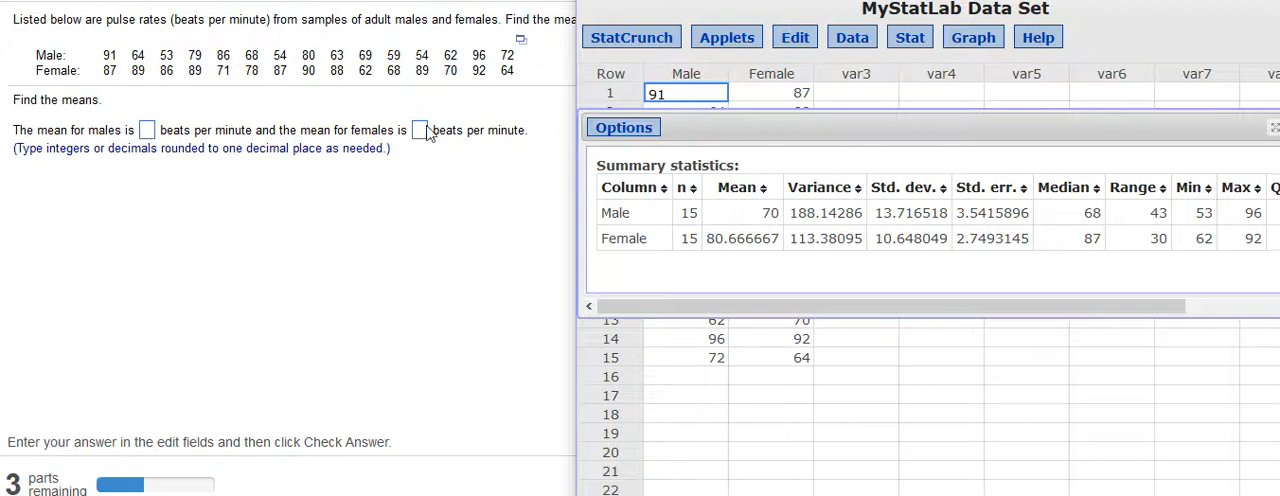 Listed below are pulse rates (beats per minute) from samples of adult males and females. Find the
Male: 91 64 53 79 86 68 54 80 63 69 59 54 62 96 72
Female: 87 89 86 89 71 78 87 90 88 62 68 89 70 92 64
Find the means.
The mean for males is beats per minute and the mean for females is beats per minute.
(Type integers or decimals rounded to one decimal place as needed.)
Enter your answer in the edit fields and then click Check Answer.
3 parts remaining
MyStatLab Data Set
StatCrunch Applets Edit Data Stat Graph Help
Row Male Female var3 var4 var5 var6 var7
1 91 87
Options
Summary statistics:
Column n Mean Variance Std. dev. Std. err. Median Range Min Max
Male 15 70 188.14286 13.716518 3.5415896 68 43 53 96
Female 15 80.666667 113.38095 10.648049 2.7493145 87 30 62 92
13 62 70
14 96 92
15 72 64
16
17
18
19
20
21
22